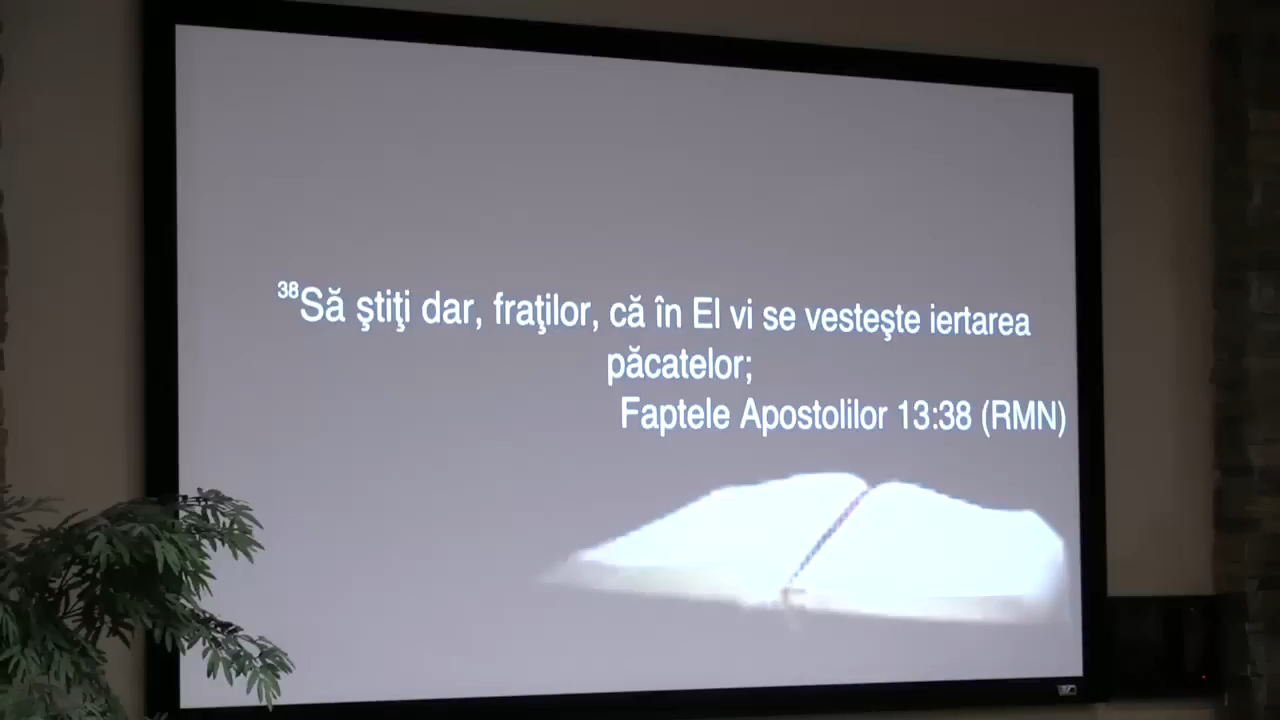 38Să ştiţi dar, fraţilor, că în El vi se vesteşte iertarea
păcatelor;
Faptele Apostolilor 13:38 (RMN)